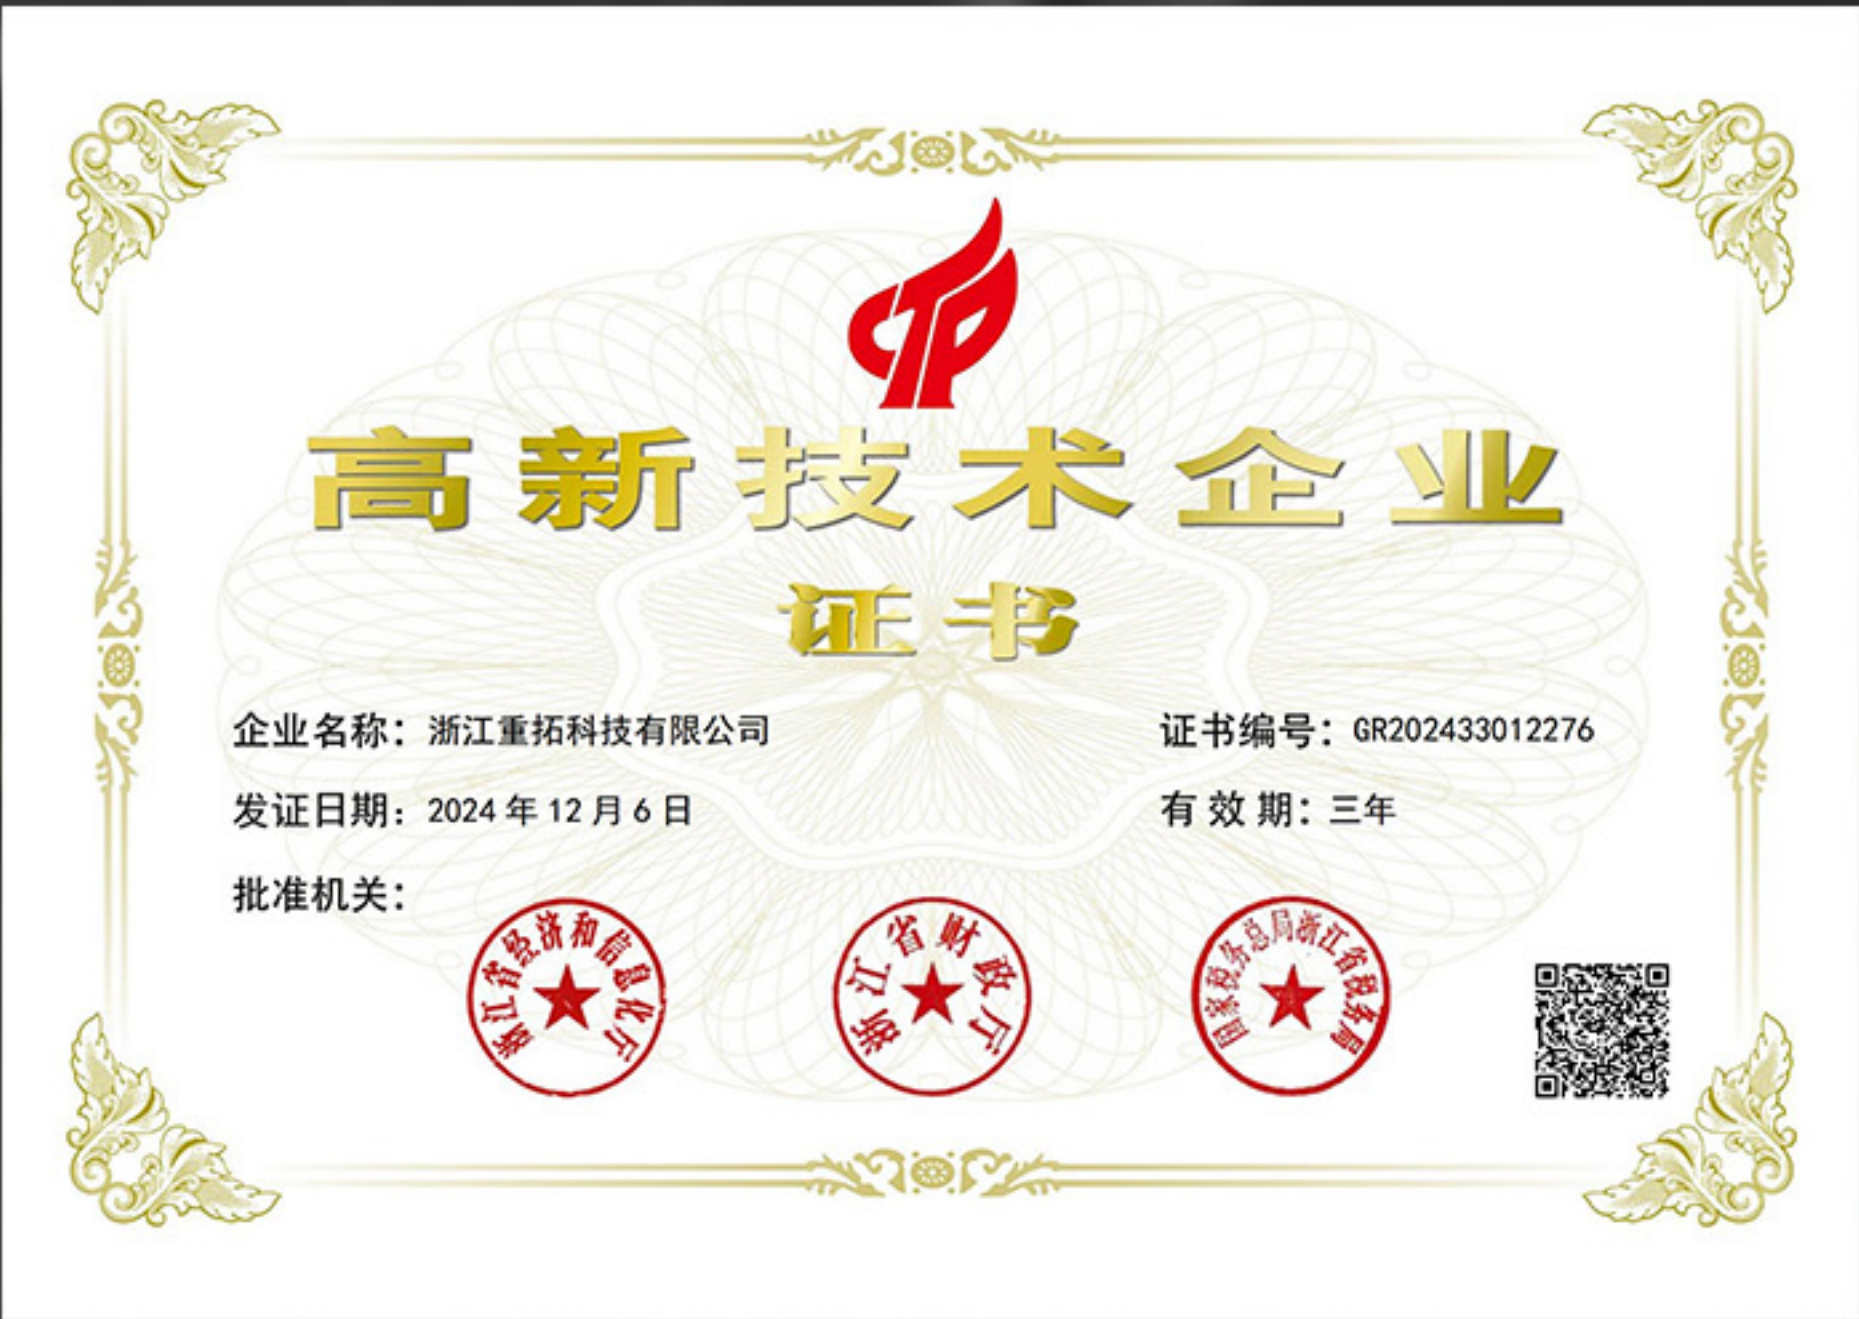 高新技术企业
证书
企业名称：浙江重拓科技有限公司
证书编号：GR202433012276
发证日期：2024年12月6日
有效期：三年
批准机关：
浙江省经济和信息化厅
浙江省财政厅
国家税务总局浙江省税务局